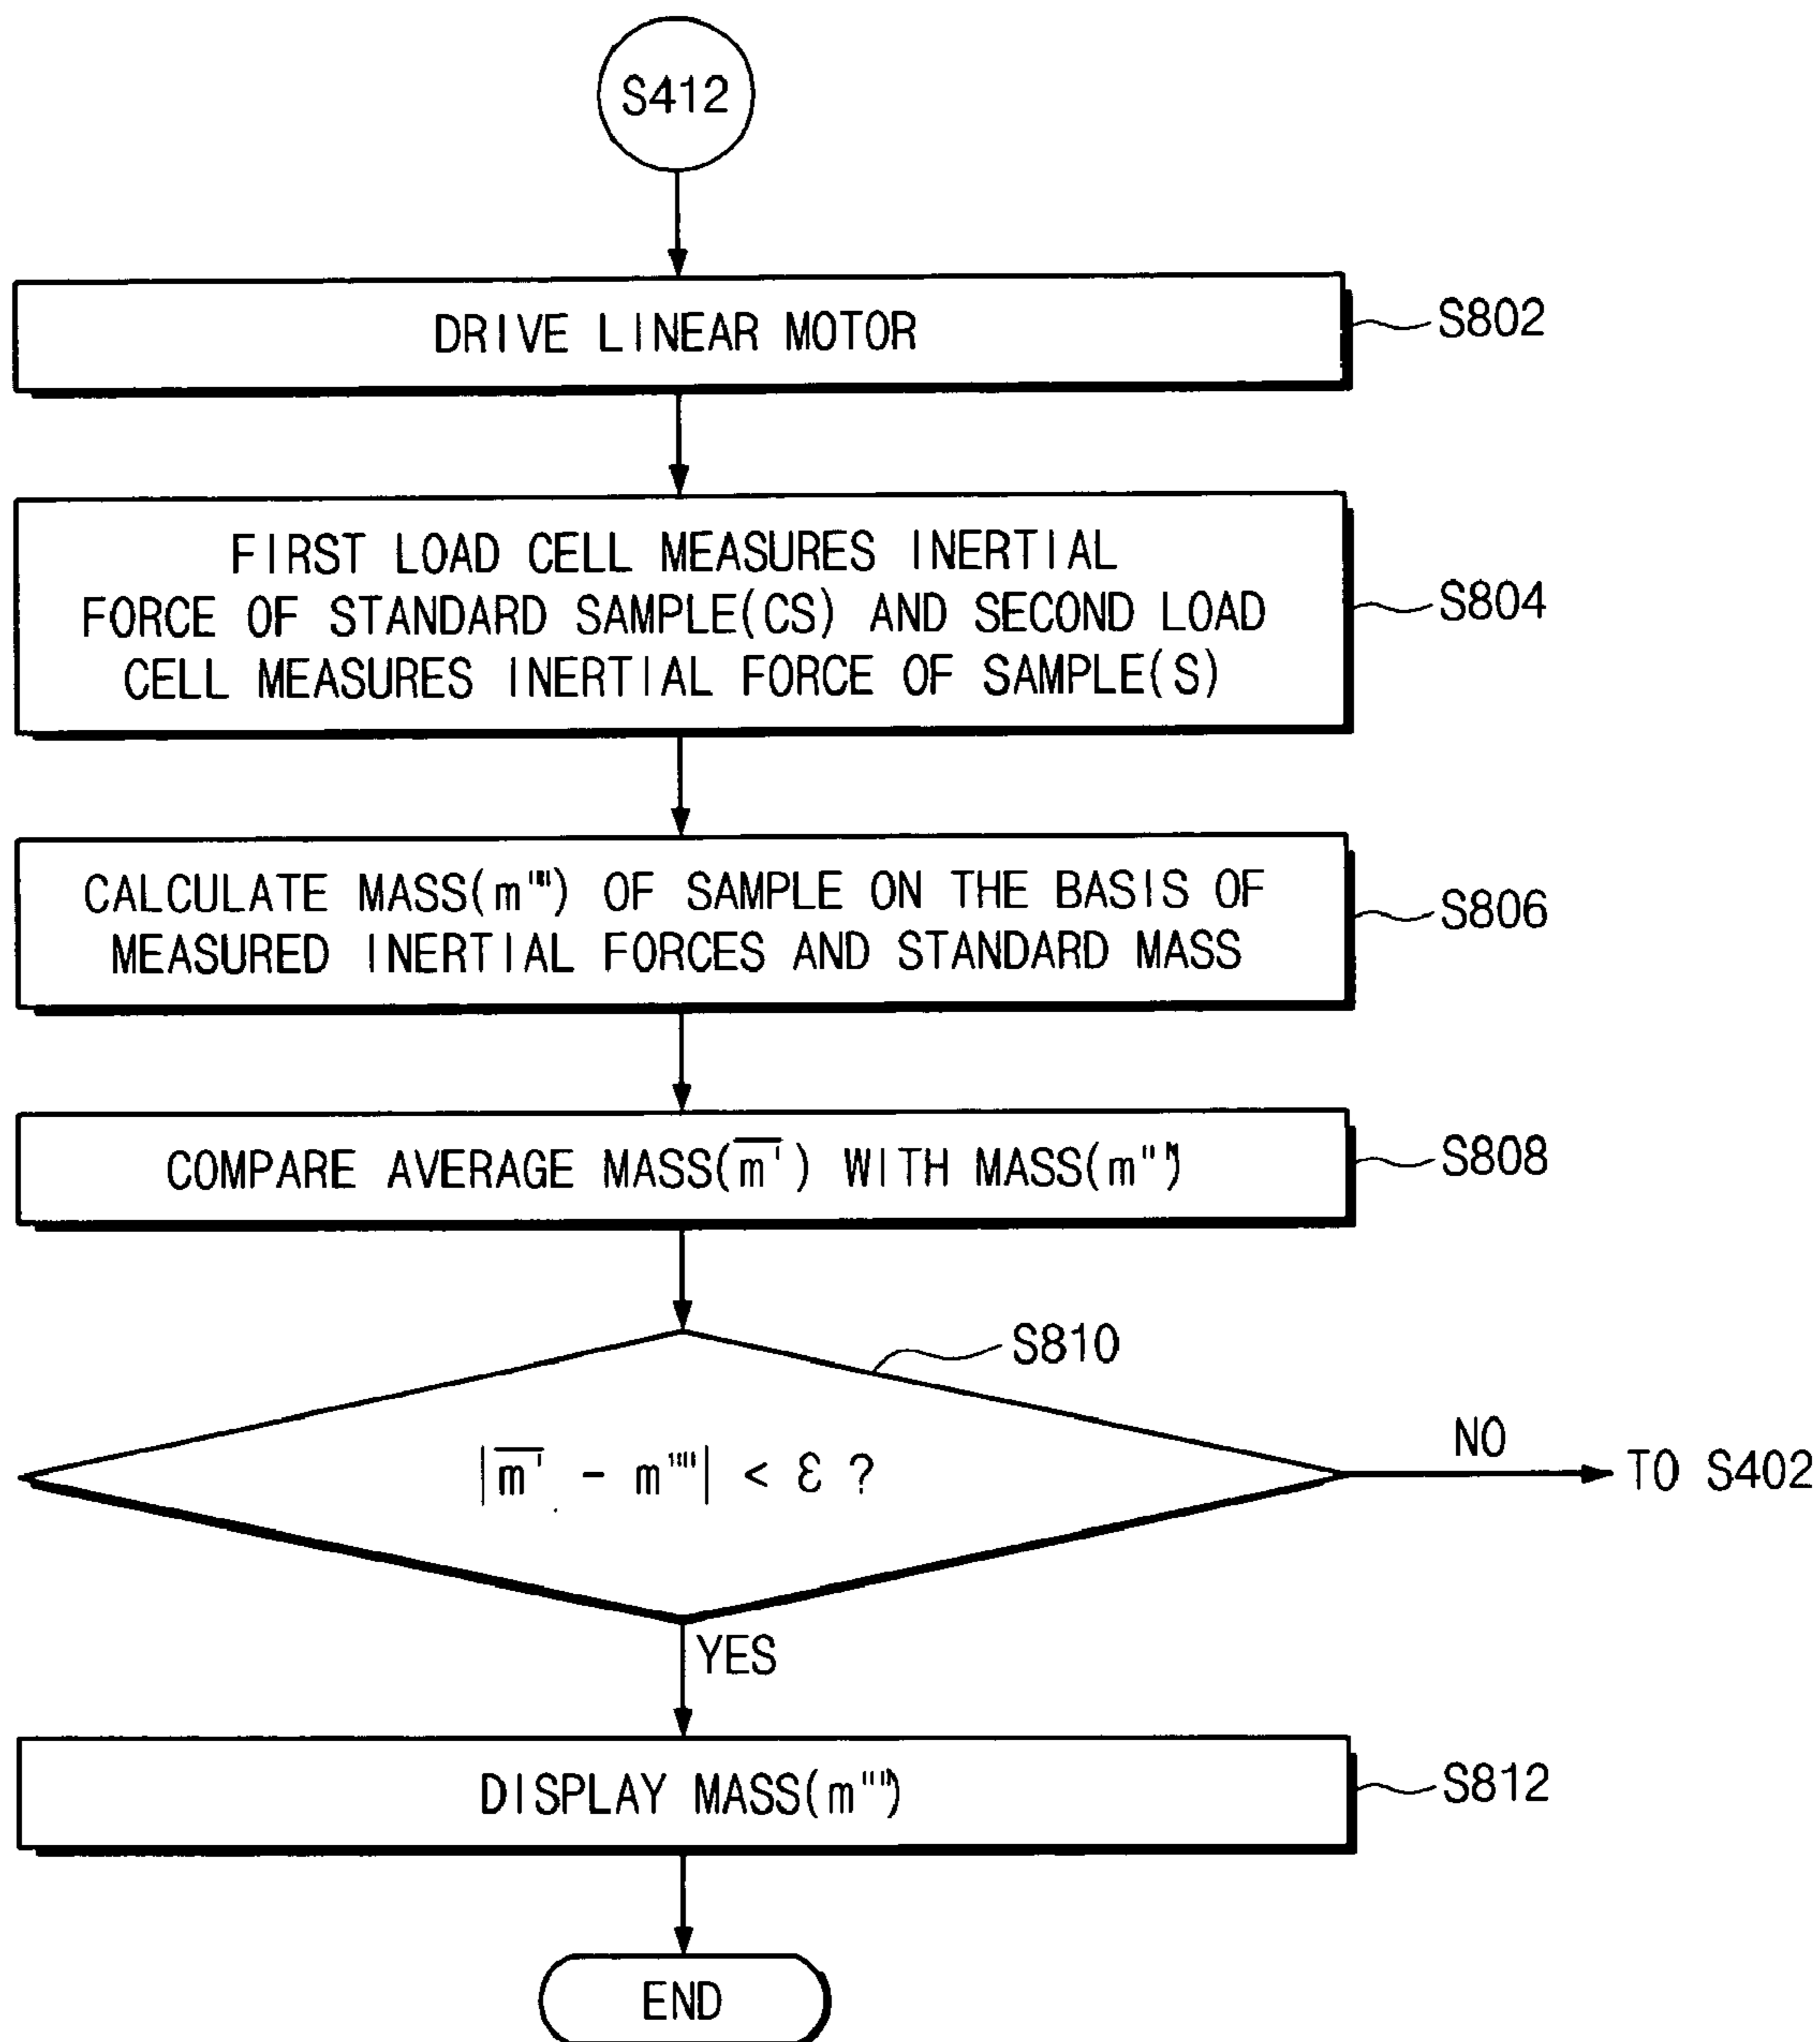 S412
DRIVE LINEAR MOTOR
S802
FIRST LOAD CELL MEASURES INERTIAL
FORCE OF STANDARD SAMPLE(CS) AND SECOND LOAD
CELL MEASURES INERTIAL FORCE OF SAMPLE(S)
S804
CALCULATE MASS(m'''') OF SAMPLE ON THE BASIS OF
MEASURED INERTIAL FORCES AND STANDARD MASS
S806
COMPARE AVERAGE MASS(m̅') WITH MASS(m'''')
S808
S810
|m̅' - m''''| < ε ?
NO
TO S402
YES
DISPLAY MASS(m'''')
S812
END